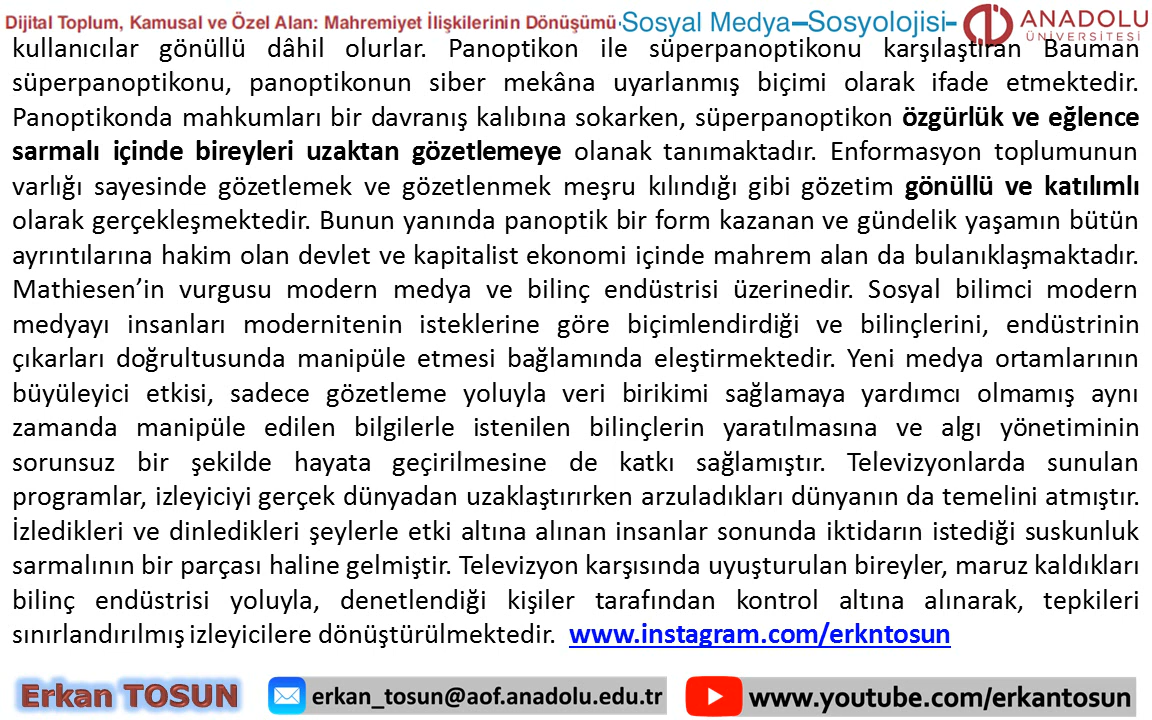 Dijital Toplum, Kamusal ve Özel Alan: Mahremiyet İlişkilerinin Dönüşümü-Sosyal Medya–Sosyolojisi– ANADOLU
ÜNİVERSİTESİ
kullanıcılar gönüllü dâhil olurlar. Panoptikon ile süperpanoptikonu karşılaştıran Bauman
süperpanoptikonu, panoptikonun siber mekâna uyarlanmış biçimi olarak ifade etmektedir.
Panoptikonda mahkumları bir davranış kalıbına sokarken, süperpanoptikon özgürlük ve eğlence
sarmalı içinde bireyleri uzaktan gözetlemeye olanak tanımaktadır. Enformasyon toplumunun
varlığı sayesinde gözetlemek ve gözetlenmek meşru kılındığı gibi gözetim gönüllü ve katılımlı
olarak gerçekleşmektedir. Bunun yanında panoptik bir form kazanan ve gündelik yaşamın bütün
ayrıntılarına hakim olan devlet ve kapitalist ekonomi içinde mahrem alan da bulanıklaşmaktadır.
Mathiesen’in vurgusu modern medya ve bilinç endüstrisi üzerinedir. Sosyal bilimci modern
medyayı insanları modernitenin isteklerine göre biçimlendirdiği ve bilinçlerini, endüstrinin
çıkarları doğrultusunda manipüle etmesi bağlamında eleştirmektedir. Yeni medya ortamlarının
büyüleyici etkisi, sadece gözetleme yoluyla veri birikimi sağlamaya yardımcı olmamış aynı
zamanda manipüle edilen bilgilerle istenilen bilinçlerin yaratılmasına ve algı yönetiminin
sorunsuz bir şekilde hayata geçirilmesine de katkı sağlamıştır. Televizyonlarda sunulan
programlar, izleyiciyi gerçek dünyadan uzaklaştırırken arzuladıkları dünyanın da temelini atmıştır.
İzledikleri ve dinledikleri şeylerle etki altına alınan insanlar sonunda iktidarın istediği suskunluk
sarmalının bir parçası haline gelmiştir. Televizyon karşısında uyuşturulan bireyler, maruz kaldıkları
bilinç endüstrisi yoluyla, denetlendiği kişiler tarafından kontrol altına alınarak, tepkileri
sınırlandırılmış izleyicilere dönüştürülmektedir. www.instagram.com/erkntosun
Erkan TOSUN erkan_tosun@aof.anadolu.edu.tr www.youtube.com/erkantosun